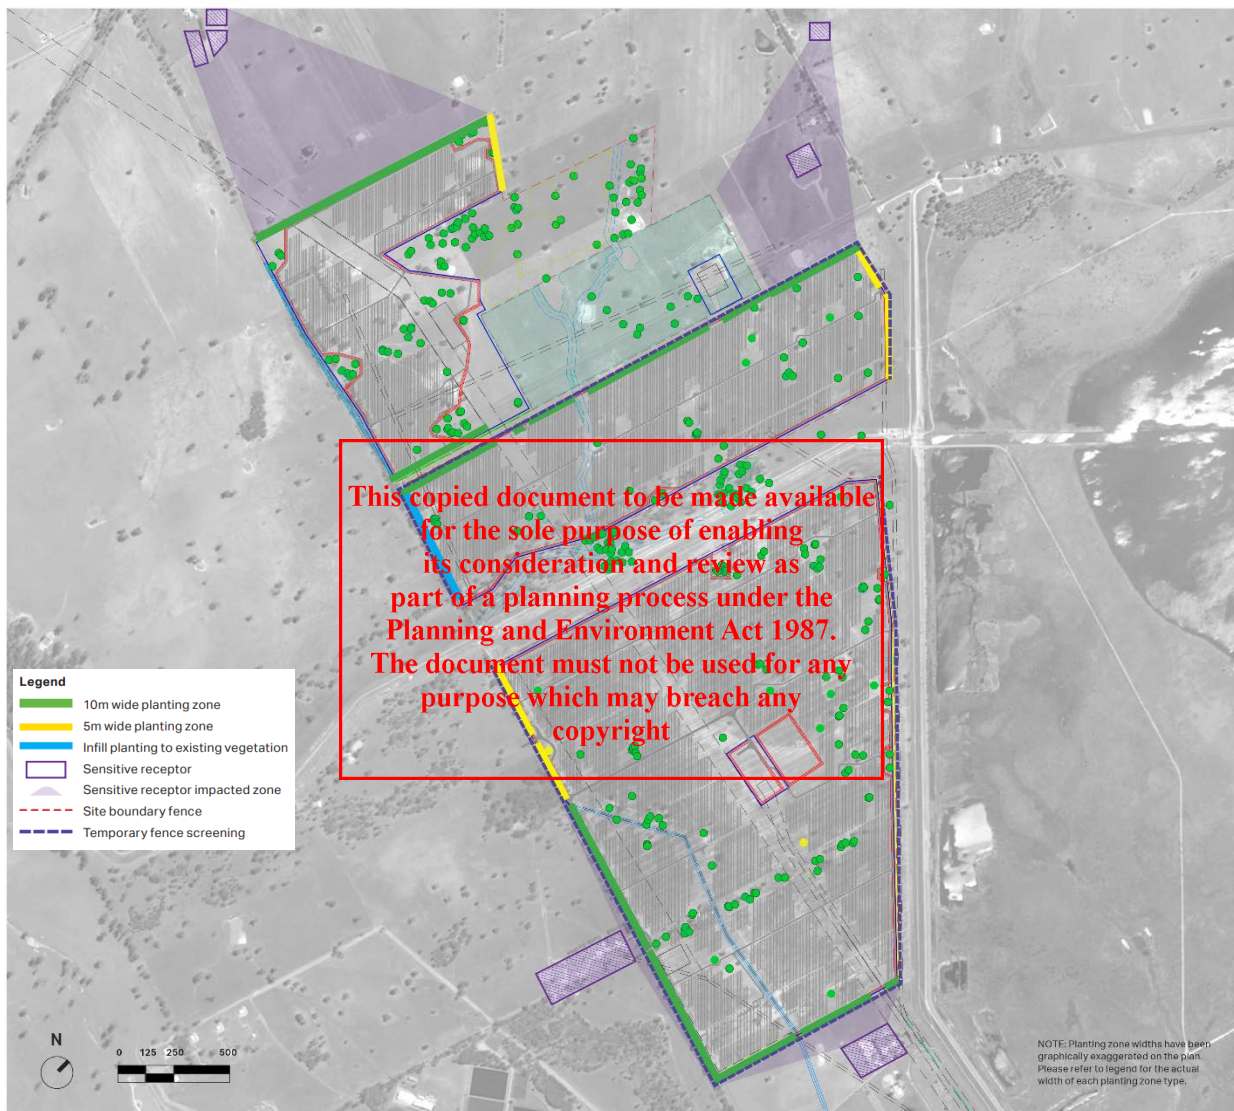 This copied document to be made available
for the sole purpose of enabling
its consideration and review as
part of a planning process under the
Planning and Environment Act 1987.
The document must not be used for any
purpose which may breach any
copyright
Legend
10m wide planting zone
5m wide planting zone
Infill planting to existing vegetation
Sensitive receptor
Sensitive receptor impacted zone
Site boundary fence
Temporary fence screening
N
0 125 250 500
NOTE: Planting zone widths have been
graphically exaggerated on the plan.
Please refer to legend for the actual
width of each planting zone type.